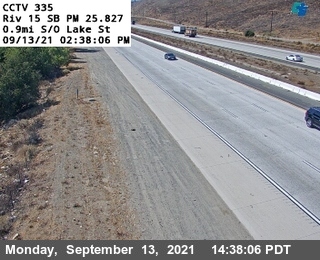 CCTV 335
Riv 15 SB PM 25.827
0.9mi S/O Lake St
09/13/21 02:38:06 PM
Monday, September 13, 2021 14:38:06 PDT